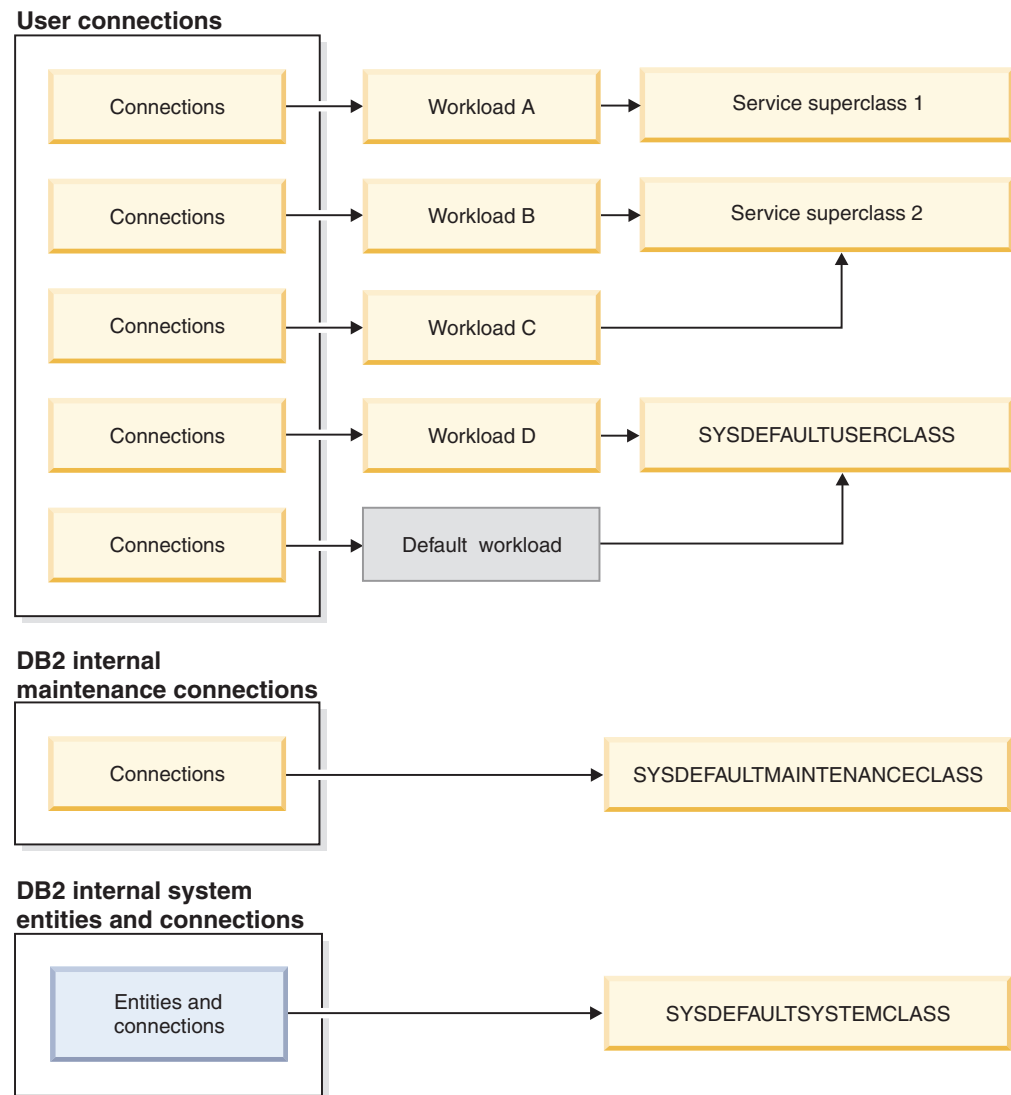 User connections
Connections
Workload A
Service superclass 1
Connections
Workload B
Service superclass 2
Connections
Workload C
Connections
Workload D
SYSDEFAULTUSERCLASS
Connections
Default workload
DB2 internal
maintenance connections
Connections
SYSDEFAULTMAINTENANCECLASS
DB2 internal system
entities and connections
Entities and
connections
SYSDEFAULTSYSTEMCLASS